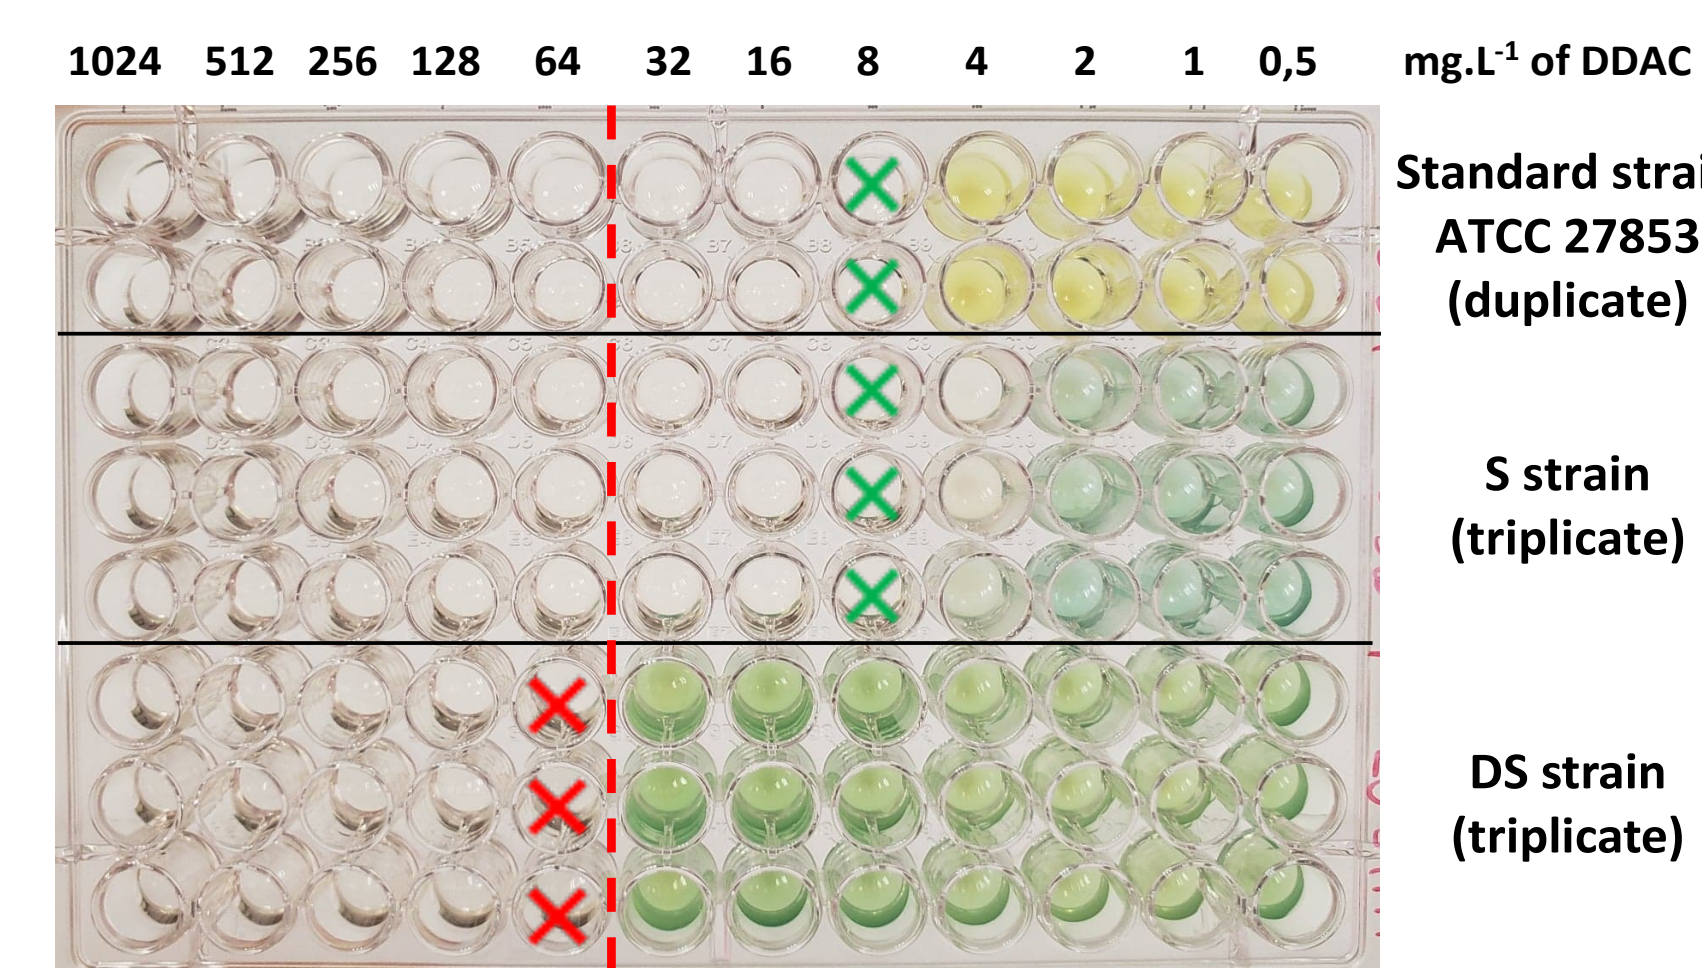 1024 512 256 128 64 32 16 8 4 2 1 0,5 mg.L⁻¹ of DDAC
Standard strai
ATCC 27853
(duplicate)
S strain
(triplicate)
DS strain
(triplicate)